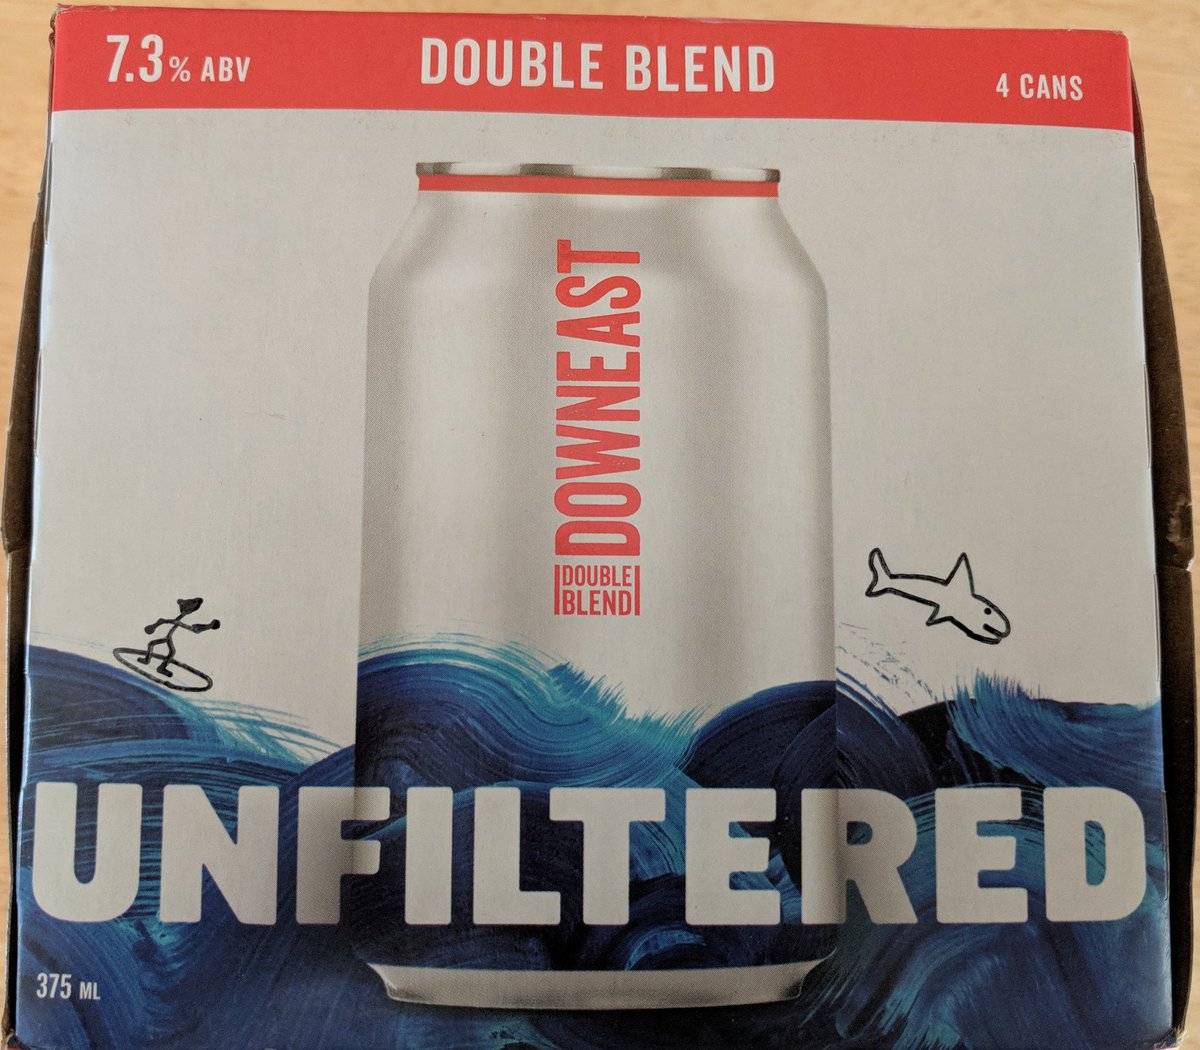 7.3% ABV
DOUBLE BLEND
4 CANS
DOWNEAST
DOUBLE
BLEND
UNFILTERED
375 ML